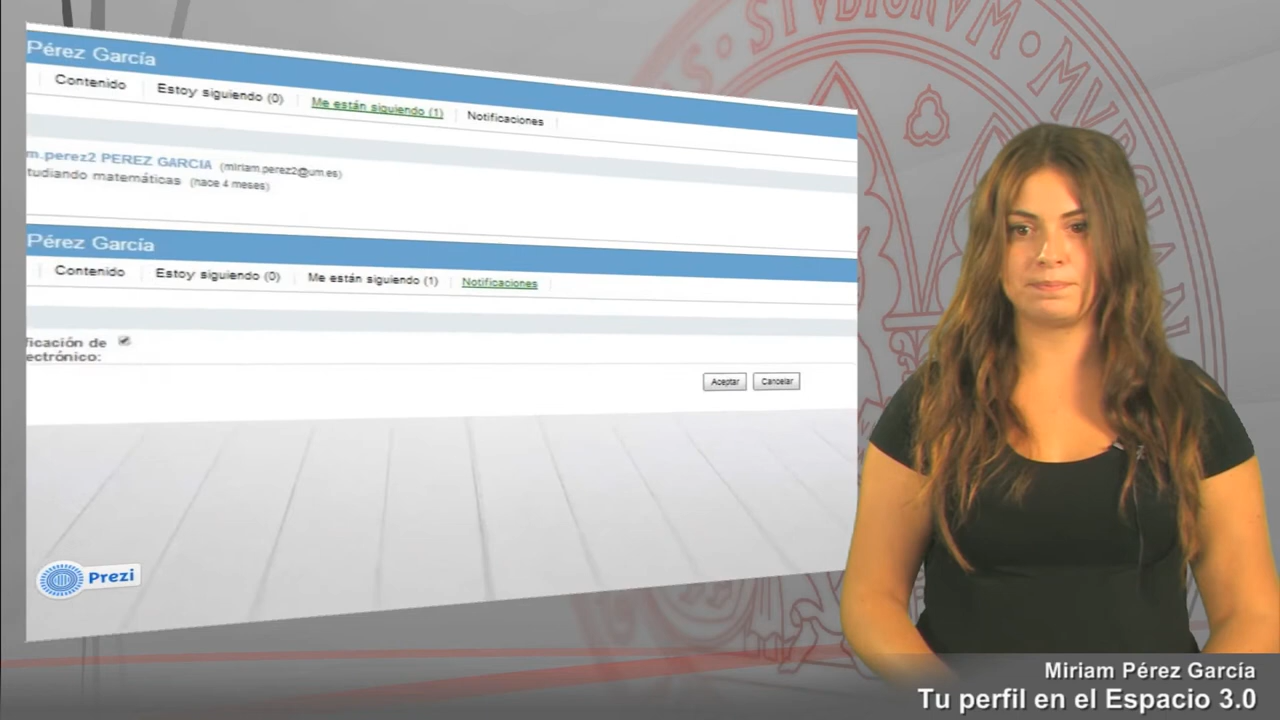 STVDIORVM MVRCIANA
Pérez García
Contenido Estoy siguiendo (0) Me están siguiendo (1) Notificaciones
m.perez2 PEREZ GARCIA (miriam.perez2@um.es)
tudiando matemáticas (hace 4 meses)
Pérez García
Contenido Estoy siguiendo (0) Me están siguiendo (1) Notificaciones
ficación de
ectrónico:
Aceptar Cancelar
Prezi
Miriam Pérez García
Tu perfil en el Espacio 3.0